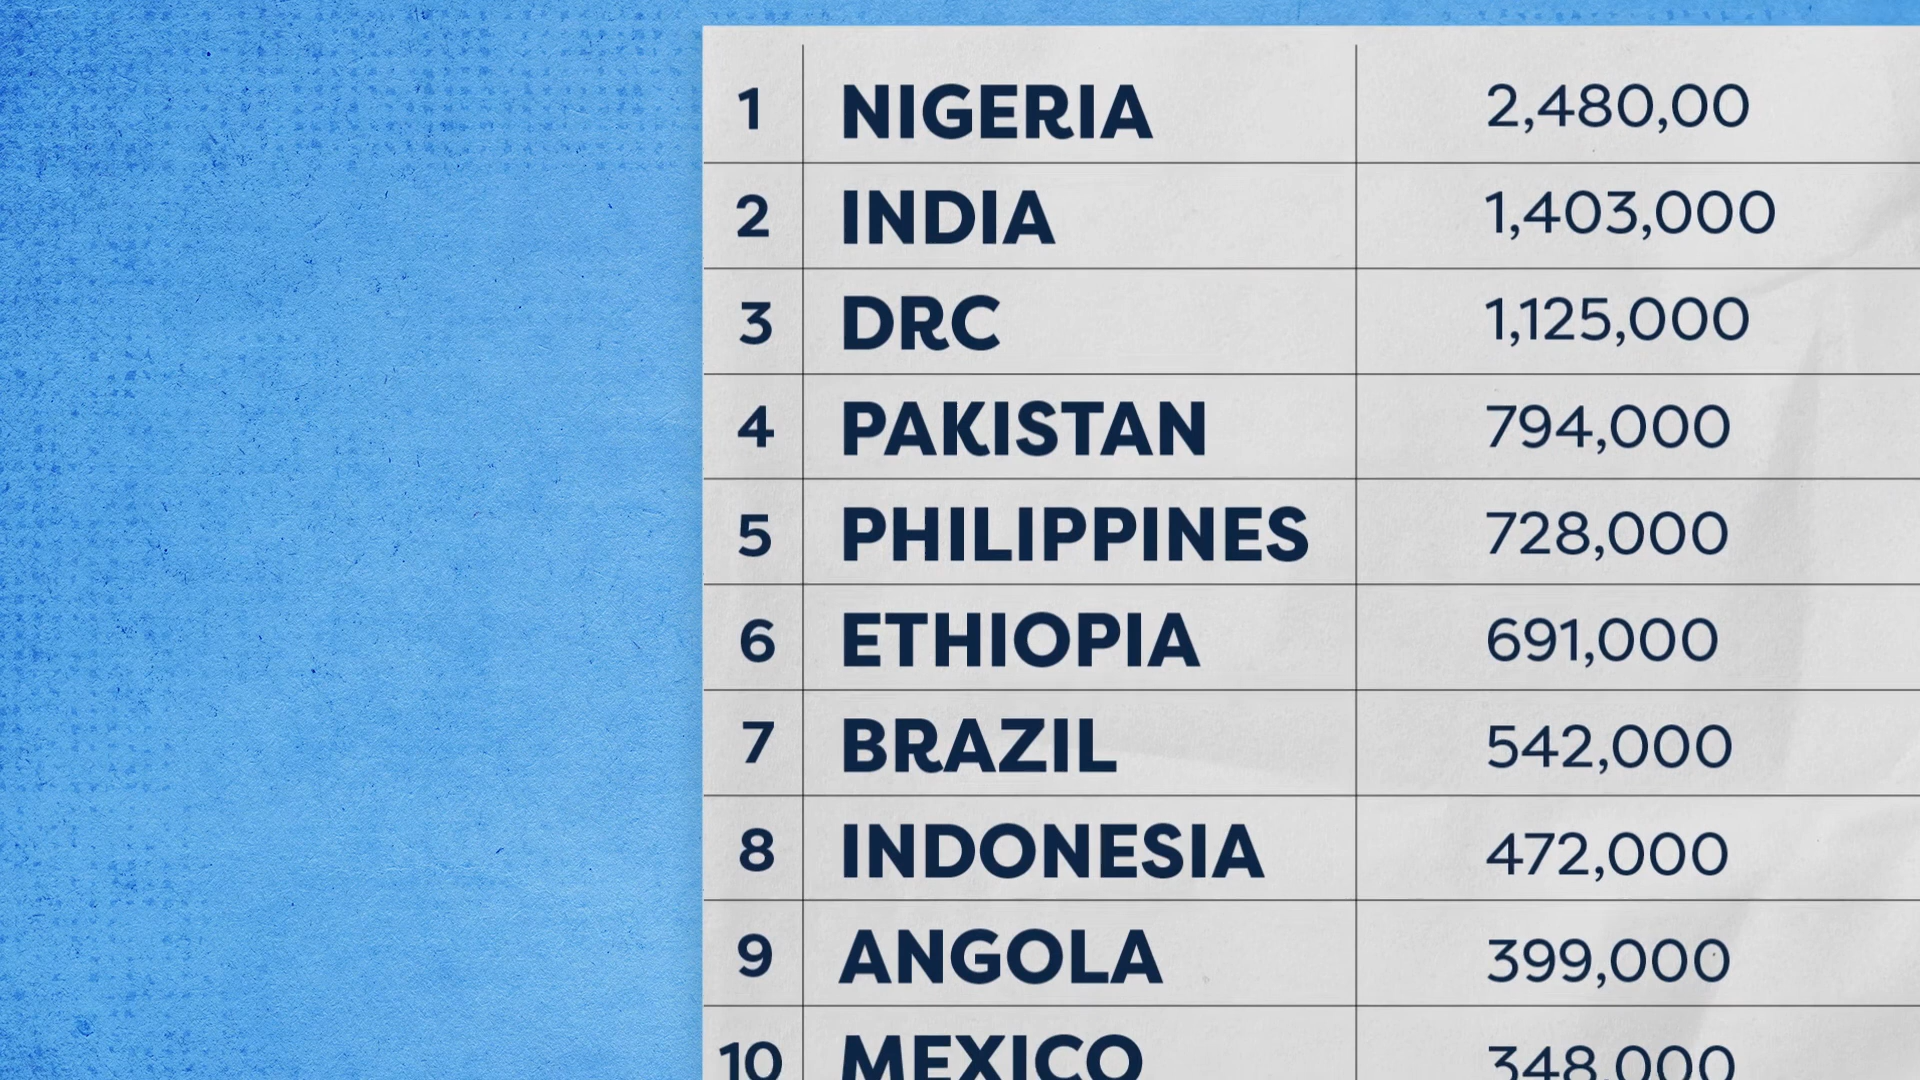 1 NIGERIA 2,480,00
2 INDIA 1,403,000
3 DRC 1,125,000
4 PAKISTAN 794,000
5 PHILIPPINES 728,000
6 ETHIOPIA 691,000
7 BRAZIL 542,000
8 INDONESIA 472,000
9 ANGOLA 399,000
10 MEXICO 348,000